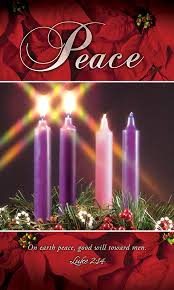 Peace
On earth peace, good will toward men.
Luke 2:14